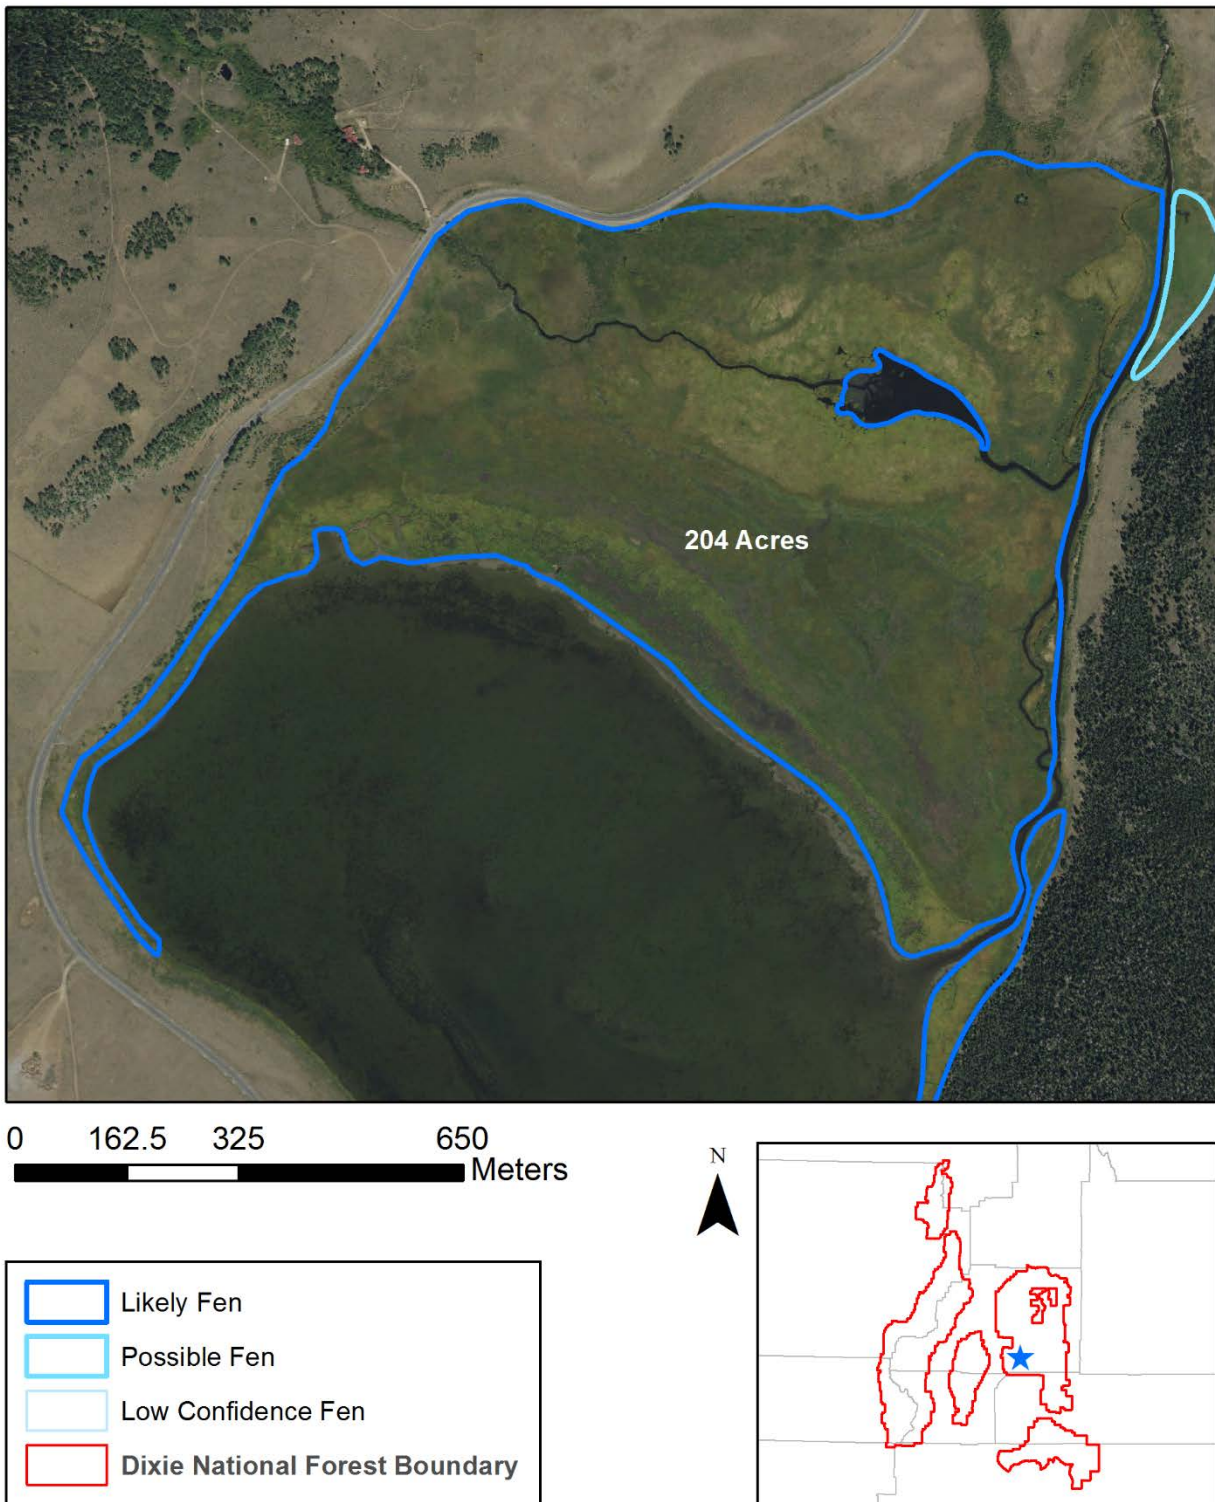 204 Acres
0 162.5 325 650
Meters
N
Likely Fen
Possible Fen
Low Confidence Fen
Dixie National Forest Boundary